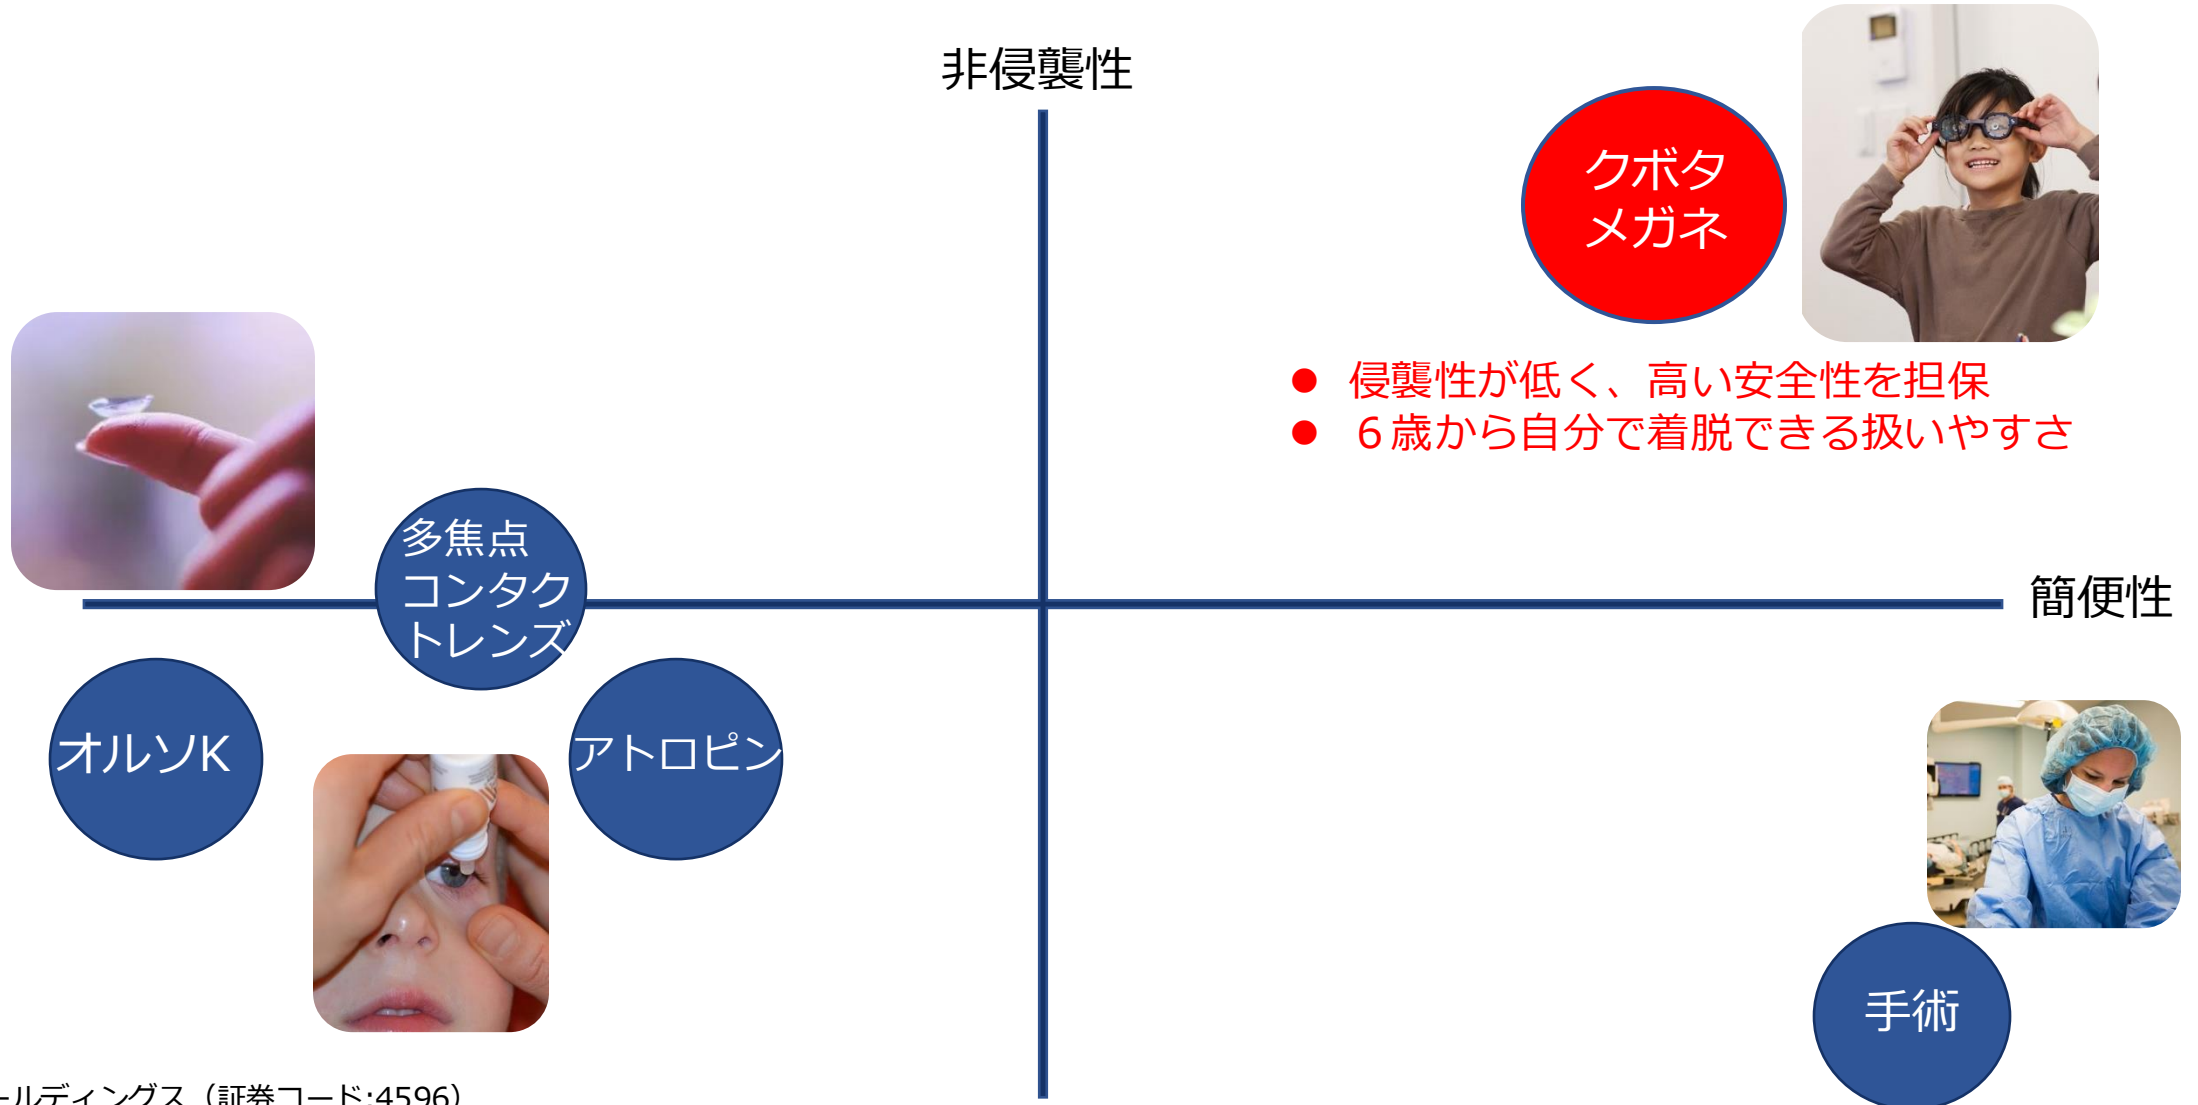 非侵襲性
クボタ
メガネ
● 侵襲性が低く、高い安全性を担保
● ６歳から自分で着脱できる扱いやすさ
多焦点
コンタク
トレンズ
簡便性
オルソK
アトロピン
手術
ールディングス（証券コード:4596）